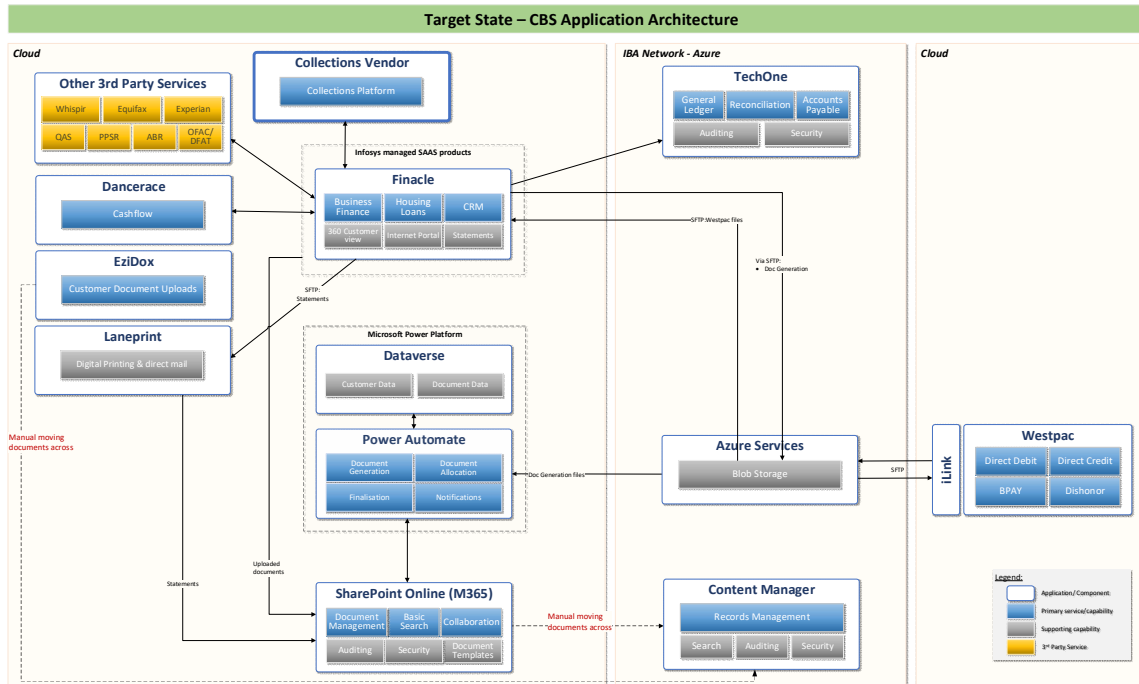 Target State – CBS Application Architecture
Cloud
Other 3rd Party Services
Whispir
Equifax
Experian
QAS
PPSR
ABR
OFAC/
DFAT
Collections Vendor
Collections Platform
Infosys managed SAAS products
Finacle
Business
Finance
Housing
Loans
CRM
360 Customer
view
Internet Portal
Statements
Dancerace
Cashflow
EziDox
Customer Document Uploads
SFTP:
Statements
Laneprint
Digital Printing & direct mail
Microsoft Power Platform
Dataverse
Customer Data
Document Data
Power Automate
Document
Generation
Document
Allocation
Finalisation
Notifications
Manual moving
documents across
Statements
Uploaded
documents
SharePoint Online (M365)
Document
Management
Basic
Search
Collaboration
Auditing
Security
Document
Templates
Manual moving
documents across
IBA Network - Azure
TechOne
General
Ledger
Reconciliation
Accounts
Payable
Auditing
Security
SFTP:Westpac files
Via SFTP:
• Doc Generation
Azure Services
Blob Storage
Doc Generation files
SFTP
Content Manager
Records Management
Search
Auditing
Security
Cloud
iLink
Westpac
Direct Debit
Direct Credit
BPAY
Dishonor
Legend:
Application/Component
Primary service/capability
Supporting capability
3rd Party Service